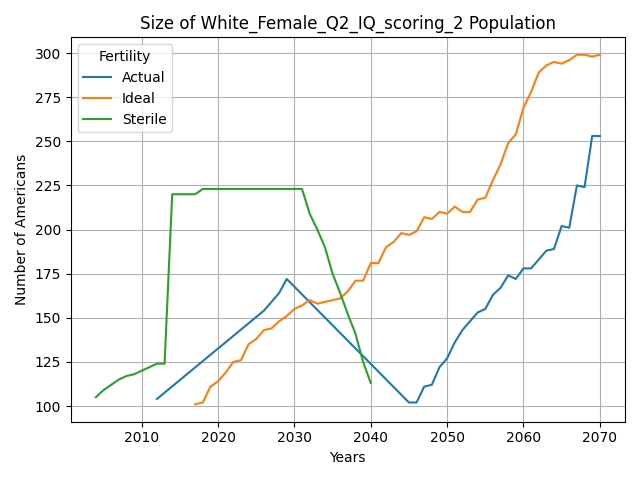 Size of White_Female_Q2_IQ_scoring_2 Population
Fertility
Actual
Ideal
Sterile
Number of Americans
300
275
250
225
200
175
150
125
100
2010 2020 2030 2040 2050 2060 2070
Years